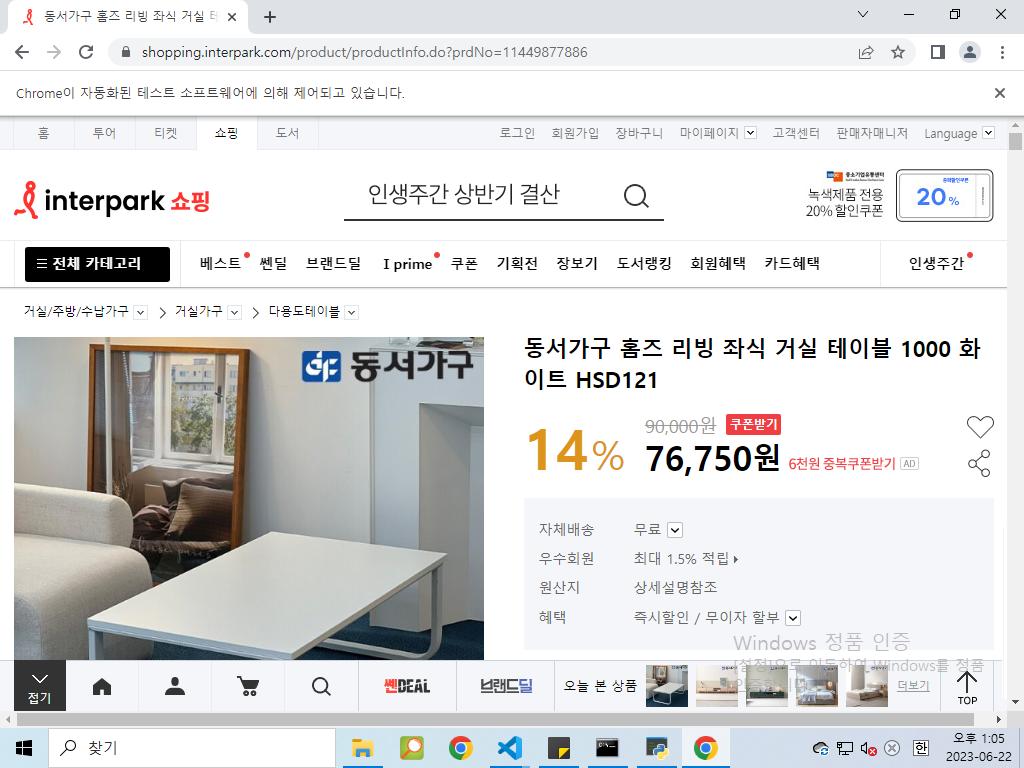 동서가구 홈즈 리빙 좌식 거실 테
shopping.interpark.com/product/productInfo.do?prdNo=11449877886
Chrome이 자동화된 테스트 소프트웨어에 의해 제어되고 있습니다.
홈 투어 티켓 쇼핑 도서 로그인 회원가입 장바구니 마이페이지 고객센터 판매자매니저 Language
interpark 쇼핑
인생주간 상반기 결산
중소기업유통센터
녹색제품 전용
20% 할인쿠폰
중복할인쿠폰
20%
전체 카테고리 베스트 쎈딜 브랜드딜 I prime 쿠폰 기획전 장보기 도서랭킹 회원혜택 카드혜택 인생주간
거실/주방/수납가구 거실가구 다용도테이블
동서가구
동서가구 홈즈 리빙 좌식 거실 테이블 1000 화
이트 HSD121
14%
90,000원 쿠폰받기
76,750원 6천원 중복쿠폰받기 AD
자체배송 무료
우수회원 최대 1.5% 적립
원산지 상세설명참조
혜택 즉시할인 / 무이자 할부
Windows 정품 인증
[설정]으로 이동하여 Windows를 정품
접기
쎈DEAL
브랜드딜
오늘 본 상품
더보기
TOP
찾기
한
오후 1:05
2023-06-22